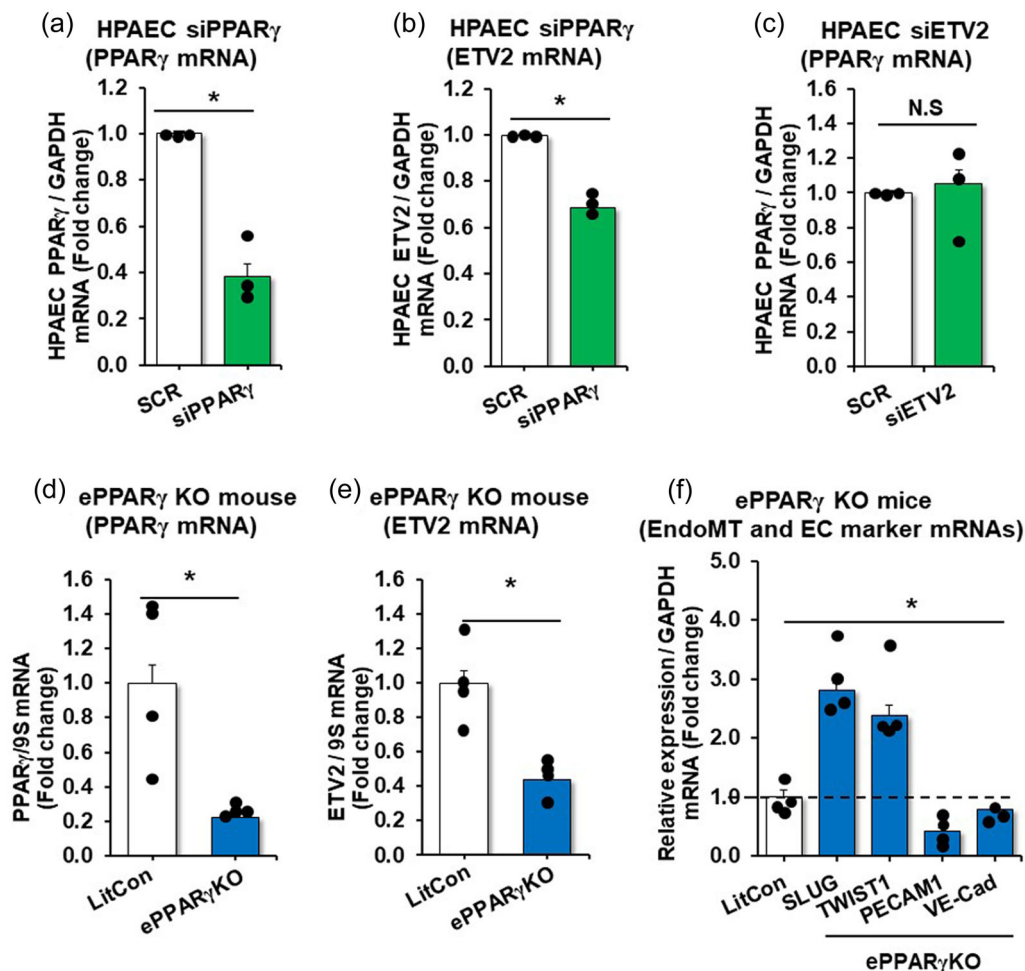 (a)
HPAEC siPPARγ
(PPARγ mRNA)
HPAEC PPARγ / GAPDH
mRNA (Fold change)
1.2
1.0
0.8
0.6
0.4
0.2
0.0
*
SCR
siPPARγ
(b)
HPAEC siPPARγ
(ETV2 mRNA)
HPAEC ETV2 / GAPDH
mRNA (Fold change)
1.2
1.0
0.8
0.6
0.4
0.2
0.0
*
SCR
siPPARγ
(c)
HPAEC siETV2
(PPARγ mRNA)
HPAEC PPARγ / GAPDH
mRNA (Fold change)
1.6
1.4
1.2
1.0
0.8
0.6
0.4
0.2
0.0
N.S
SCR
siETV2
(d)
ePPARγ KO mouse
(PPARγ mRNA)
PPARγ/9S mRNA
(Fold change)
1.6
1.4
1.2
1.0
0.8
0.6
0.4
0.2
0.0
*
LitCon
ePPARγKO
(e)
ePPARγ KO mouse
(ETV2 mRNA)
ETV2 / 9S mRNA
(Fold change)
1.6
1.4
1.2
1.0
0.8
0.6
0.4
0.2
0.0
*
LitCon
ePPARγKO
(f)
ePPARγ KO mice
(EndoMT and EC marker mRNAs)
Relative expression / GAPDH
mRNA (Fold change)
5.0
4.0
3.0
2.0
1.0
0.0
*
LitCon
SLUG
TWIST1
PECAM1
VE-Cad
ePPARγKO